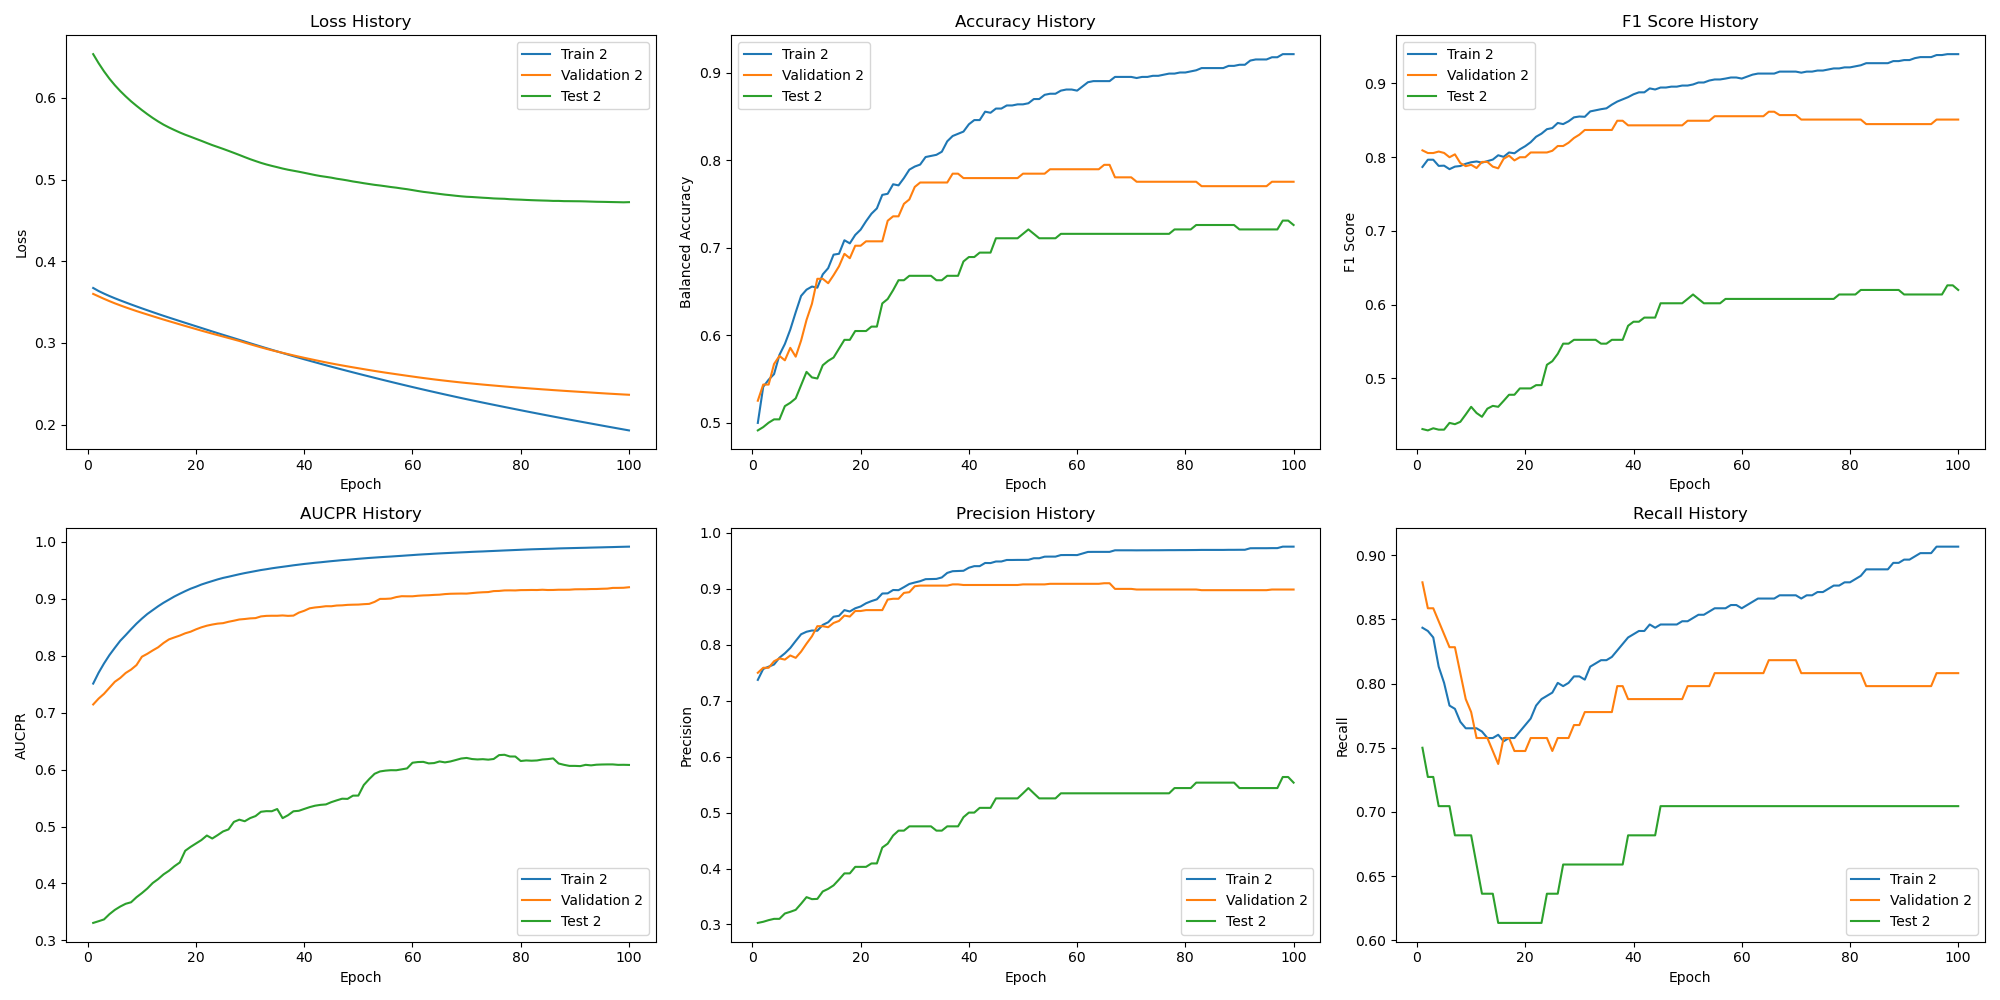 Loss History
Train 2
Validation 2
Test 2
0.6
0.5
0.4
0.3
0.2
Loss
0 20 40 60 80 100
Epoch
Accuracy History
Train 2
Validation 2
Test 2
0.9
0.8
0.7
0.6
0.5
Balanced Accuracy
0 20 40 60 80 100
Epoch
F1 Score History
Train 2
Validation 2
Test 2
0.9
0.8
0.7
0.6
0.5
F1 Score
0 20 40 60 80 100
Epoch
AUCPR History
1.0
0.9
0.8
0.7
0.6
0.5
0.4
0.3
AUCPR
Train 2
Validation 2
Test 2
0 20 40 60 80 100
Epoch
Precision History
1.0
0.9
0.8
0.7
0.6
0.5
0.4
0.3
Precision
Train 2
Validation 2
Test 2
0 20 40 60 80 100
Epoch
Recall History
0.90
0.85
0.80
0.75
0.70
0.65
0.60
Recall
Train 2
Validation 2
Test 2
0 20 40 60 80 100
Epoch